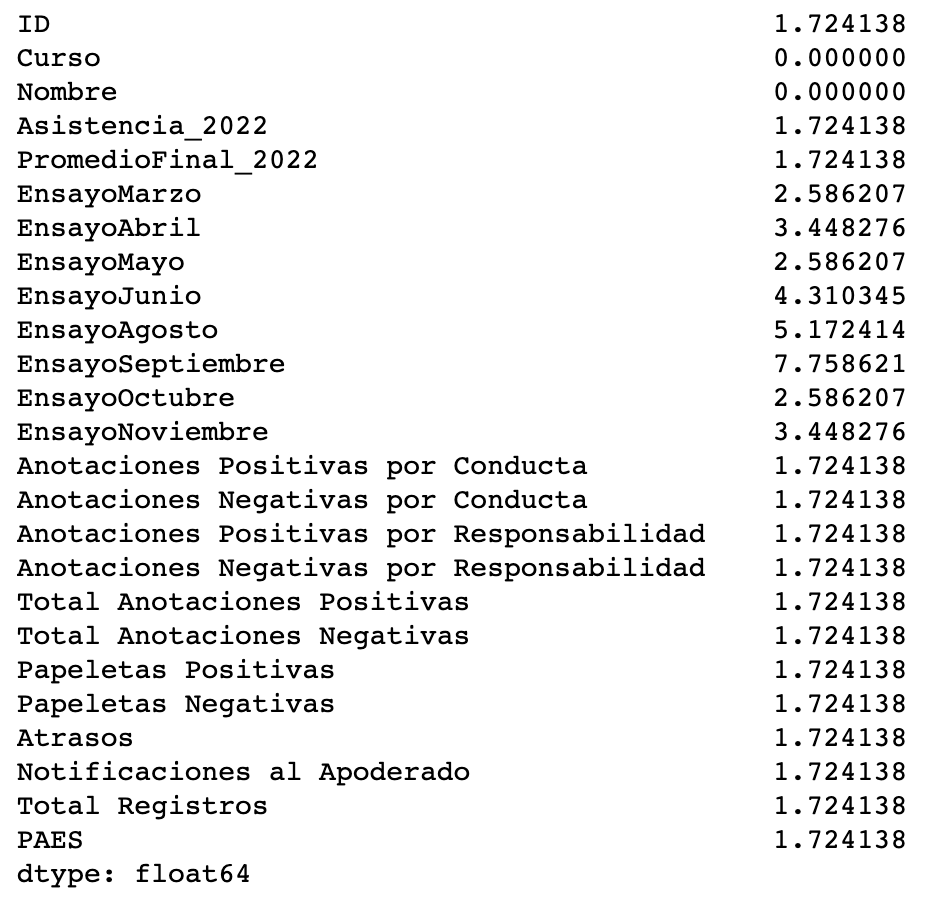 ID 1.724138
Curso 0.000000
Nombre 0.000000
Asistencia_2022 1.724138
PromedioFinal_2022 1.724138
EnsayoMarzo 2.586207
EnsayoAbril 3.448276
EnsayoMayo 2.586207
EnsayoJunio 4.310345
EnsayoAgosto 5.172414
EnsayoSeptiembre 7.758621
EnsayoOctubre 2.586207
EnsayoNoviembre 3.448276
Anotaciones Positivas por Conducta 1.724138
Anotaciones Negativas por Conducta 1.724138
Anotaciones Positivas por Responsabilidad 1.724138
Anotaciones Negativas por Responsabilidad 1.724138
Total Anotaciones Positivas 1.724138
Total Anotaciones Negativas 1.724138
Papeletas Positivas 1.724138
Papeletas Negativas 1.724138
Atrasos 1.724138
Notificaciones al Apoderado 1.724138
Total Registros 1.724138
PAES 1.724138
dtype: float64